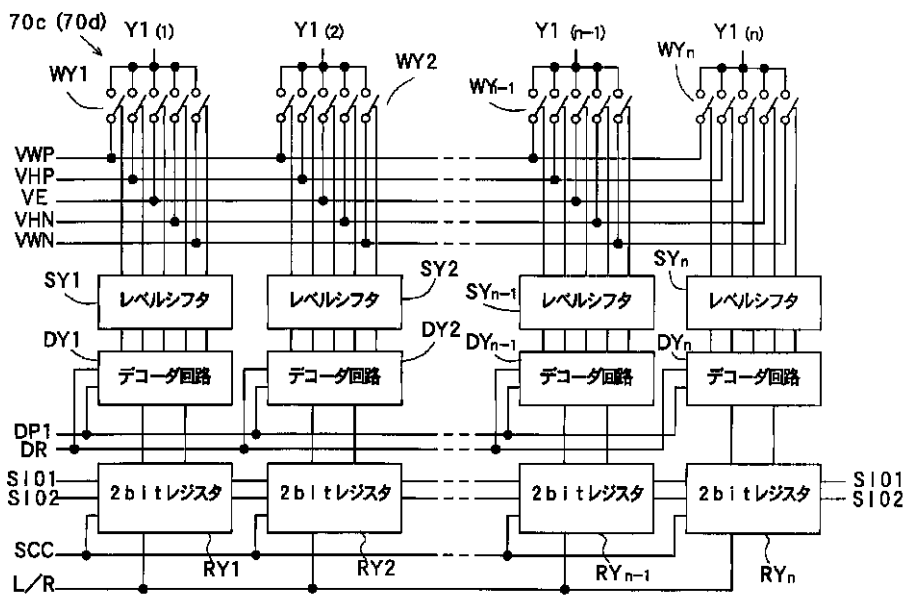 70c (70d)
Y1 (1) Y1 (2) Y1 (n-1) Y1 (n)
WY1 WY2 WYn-1 WYn
VWP
VHP
VE
VHN
VWN
SY1 SY2 SYn-1 SYn
レベルシフタ レベルシフタ レベルシフタ レベルシフタ
DY1 DY2 DYn-1 DYn
デコーダ回路 デコーダ回路 デコーダ回路 デコーダ回路
DP1
DR
SIO1 SIO1
2bitレジスタ 2bitレジスタ 2bitレジスタ 2bitレジスタ
SIO2 SIO2
SCC
RY1 RY2 RYn-1 RYn
L/R